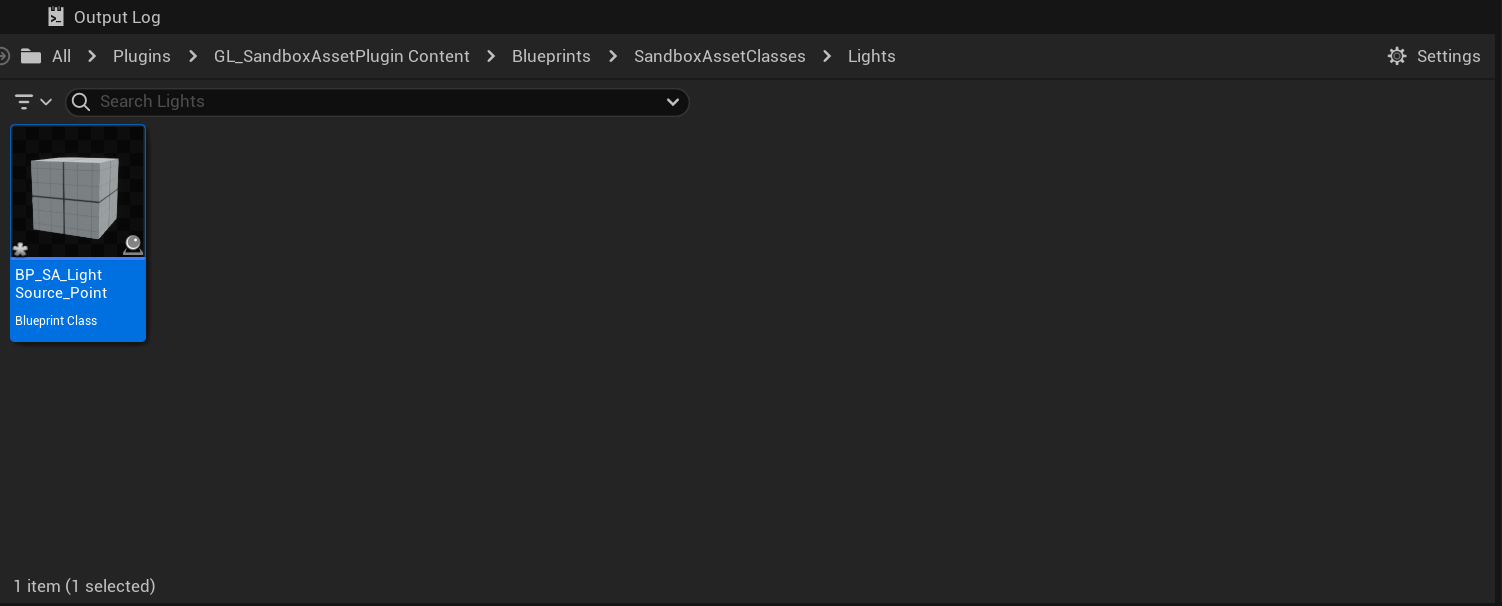 Output Log
All > Plugins > GL_SandboxAssetPlugin Content > Blueprints > SandboxAssetClasses > Lights
Settings
Search Lights
BP_SA_Light
Source_Point
Blueprint Class
1 item (1 selected)